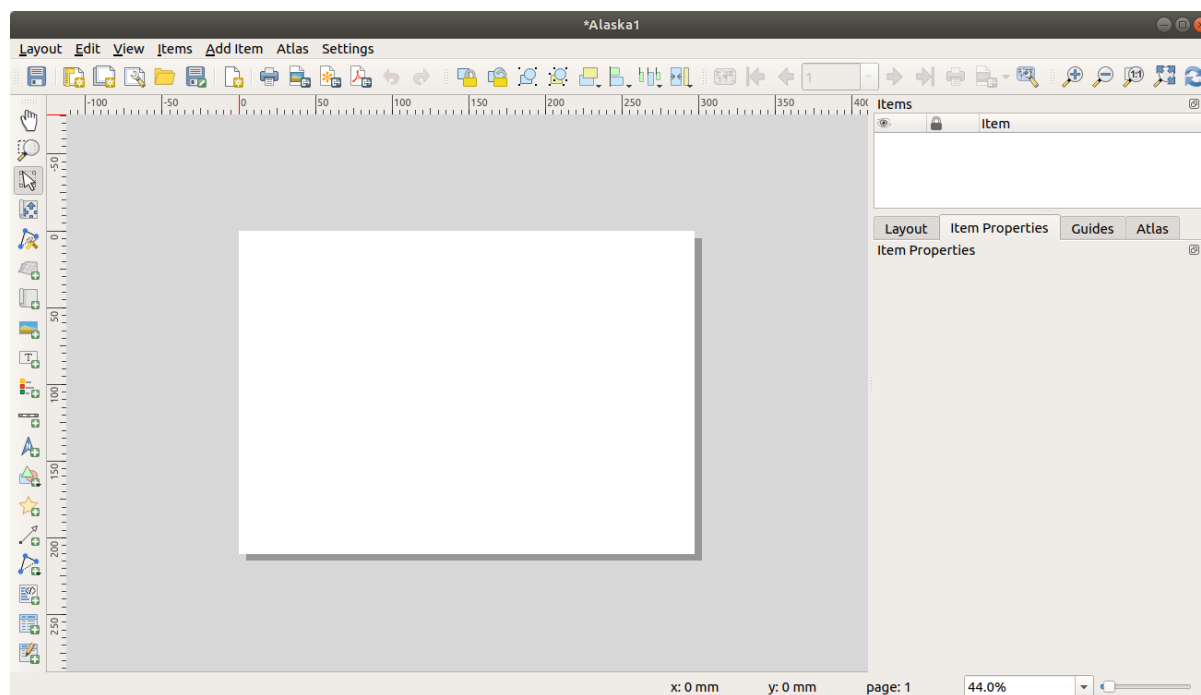 *Alaska1
Layout Edit View Items Add Item Atlas Settings
1
-100 -50 0 50 100 150 200 250 300 350 400
Items
Item
-50
0
50
100
150
200
250
Layout Item Properties Guides Atlas
Item Properties
x: 0 mm y: 0 mm page: 1 44.0%